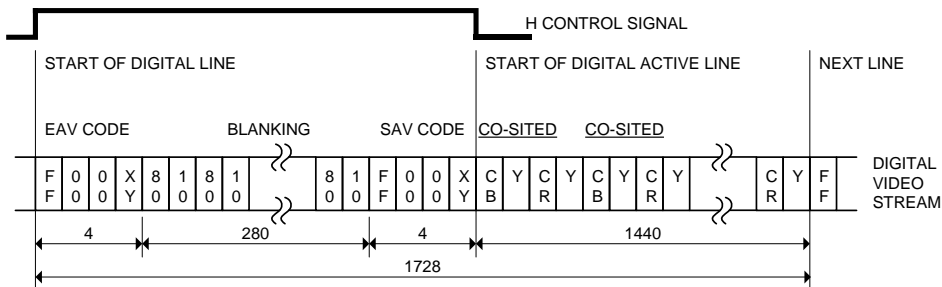 H CONTROL SIGNAL
START OF DIGITAL LINE START OF DIGITAL ACTIVE LINE NEXT LINE
EAV CODE BLANKING SAV CODE CO-SITED CO-SITED
F 0 0 X 8 1 8 1 8 1 F 0 0 X C Y C Y C Y C Y C Y F
F 0 0 Y 0 0 0 0 0 0 F 0 0 Y B R B R R F
DIGITAL
VIDEO
STREAM
4 280 4 1440
1728